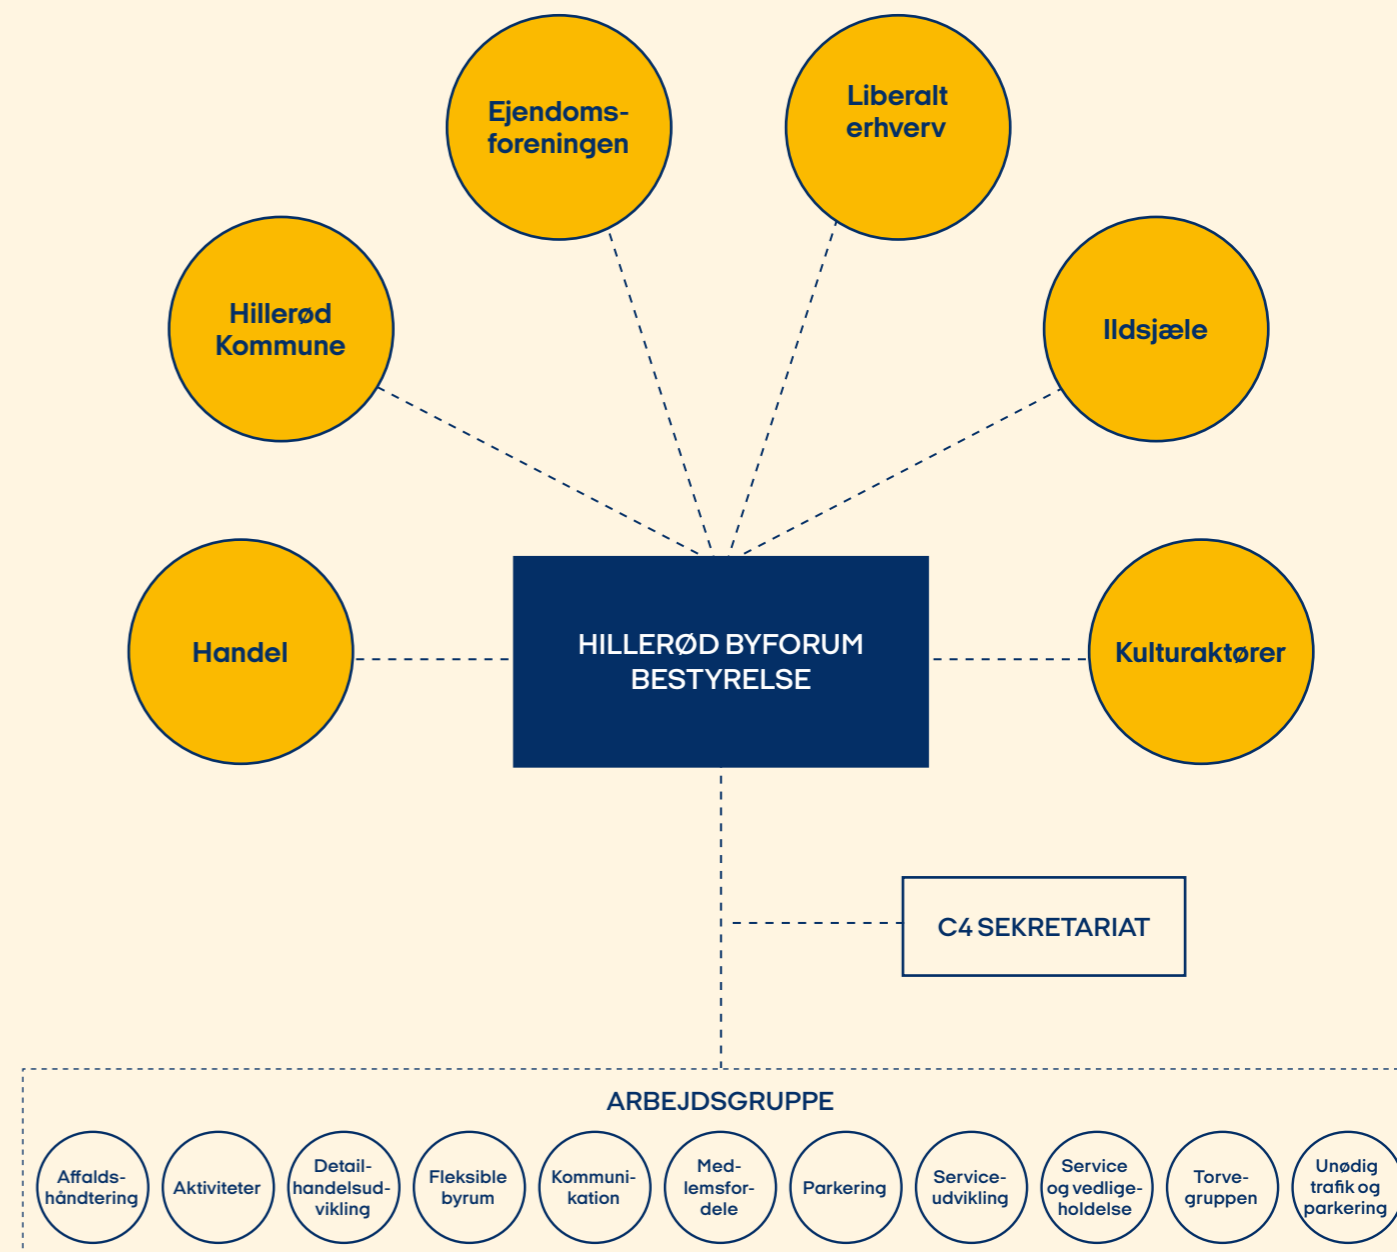 Ejendoms-
foreningen
Liberalt
erhverv
Hillerød
Kommune
Ildsjæle
Handel
HILLERØD BYFORUM
BESTYRELSE
Kulturaktører
C4 SEKRETARIAT
ARBEJDSGRUPPE
Affalds-
håndtering
Aktiviteter
Detail-
handelsud-
vikling
Fleksible
byrum
Kommuni-
kation
Med-
lemsfor-
dele
Parkering
Service-
udvikling
Service
og vedlige-
holdelse
Torve-
gruppen
Unødig
trafik og
parkering